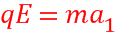 qE = ma₁